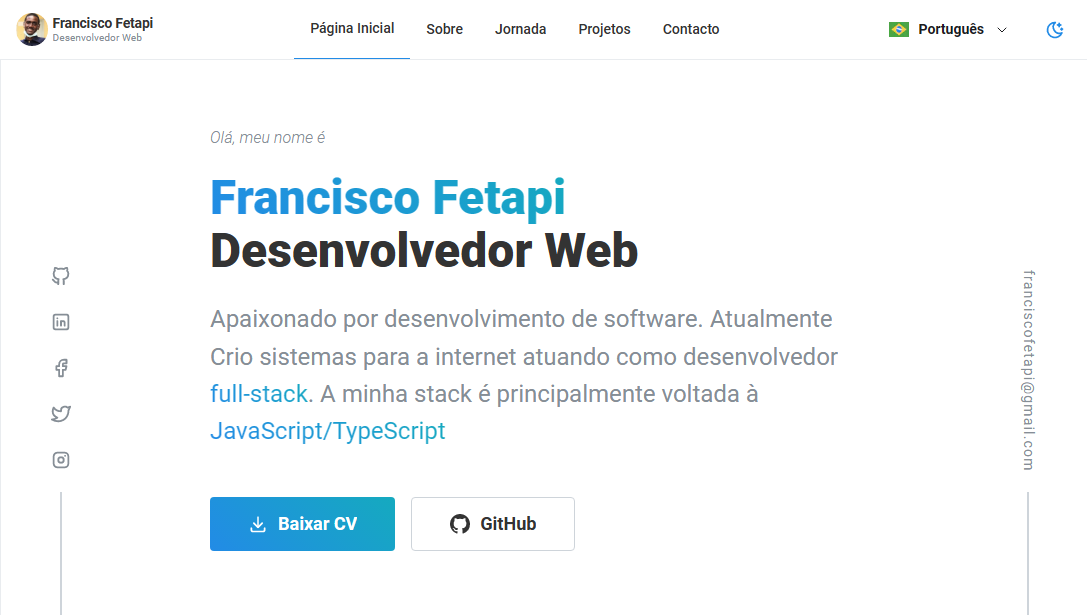 Francisco Fetapi
Desenvolvedor Web
Página Inicial
Sobre
Jornada
Projetos
Contacto
Português
Olá, meu nome é
Francisco Fetapi
Desenvolvedor Web
Apaixonado por desenvolvimento de software. Atualmente
Crio sistemas para a internet atuando como desenvolvedor
full-stack. A minha stack é principalmente voltada à
JavaScript/TypeScript
Baixar CV
GitHub
franciscofetapi@gmail.com